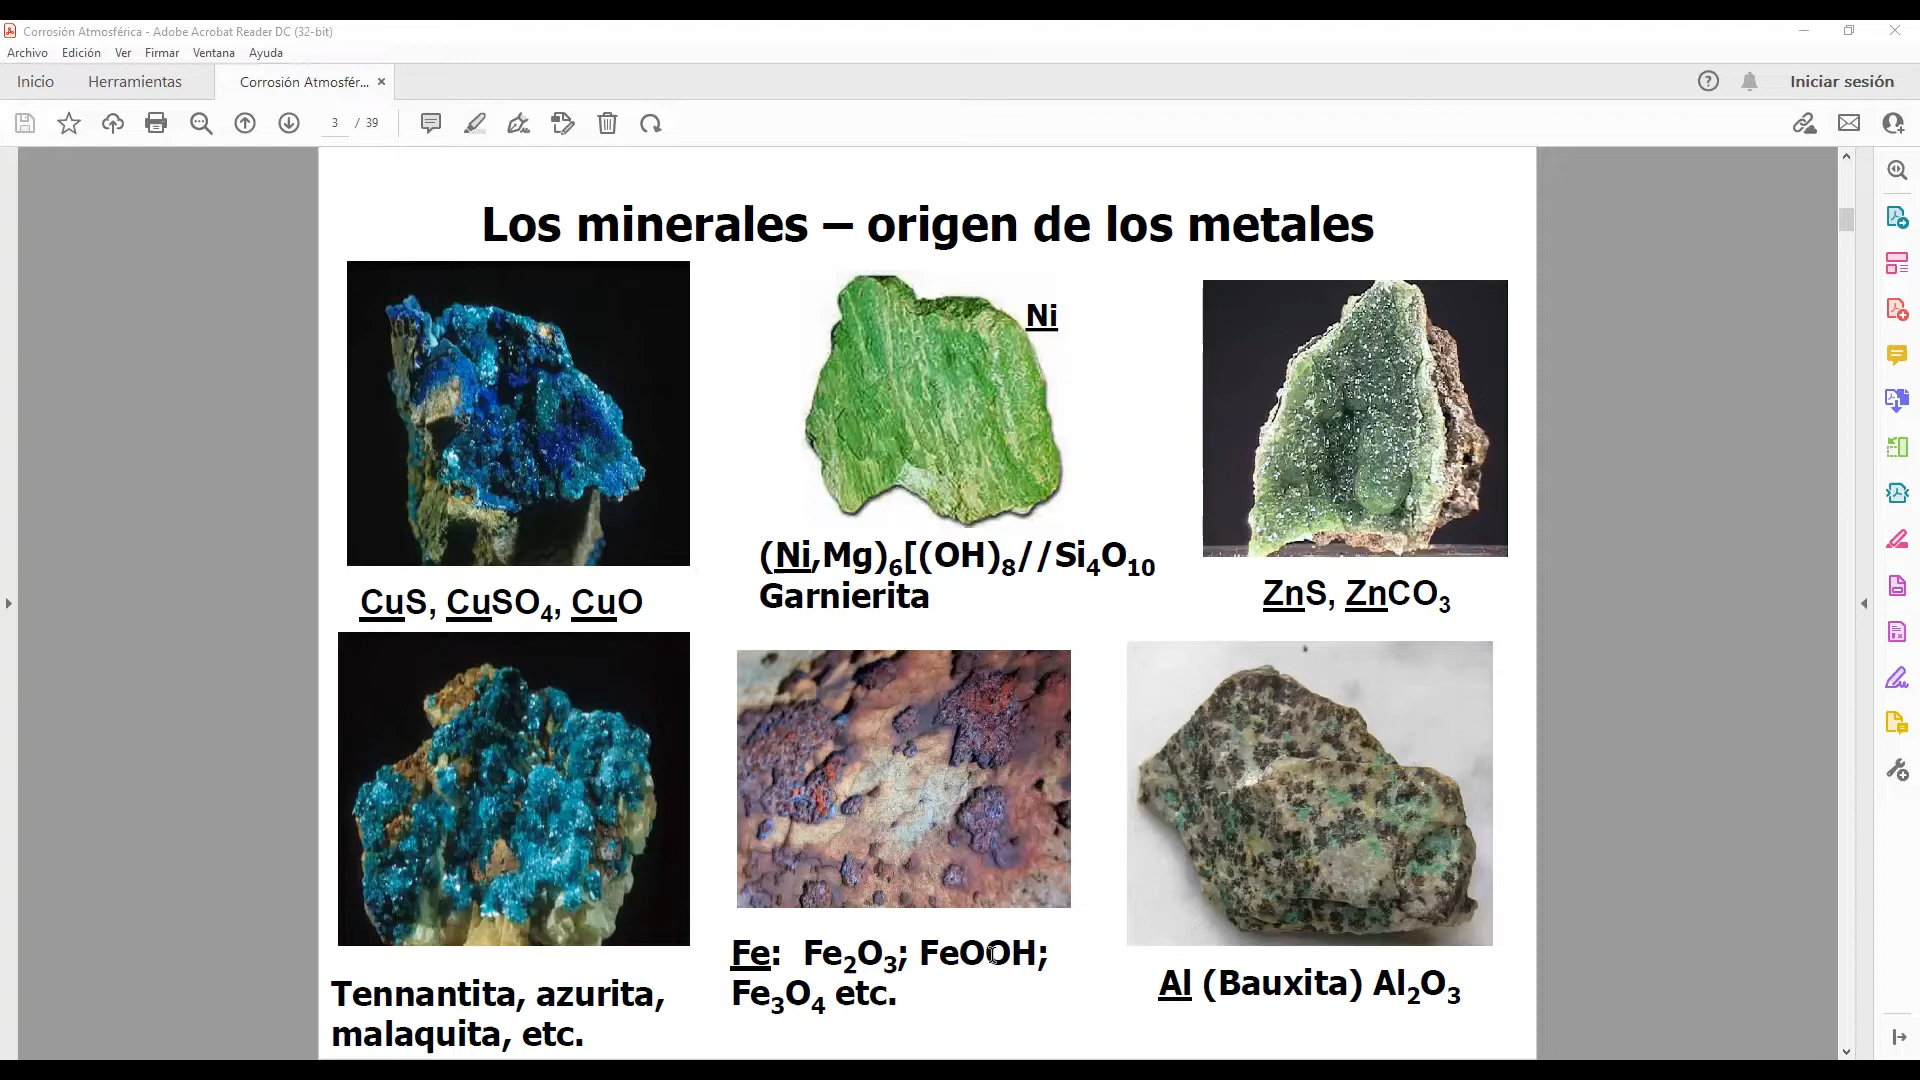 Corrosión Atmosférica - Adobe Acrobat Reader DC (32-bit)
Archivo Edición Ver Firmar Ventana Ayuda
Inicio Herramientas Corrosión Atmosfér... × Iniciar sesión
3 / 39
Los minerales – origen de los metales
Ni
CuS, CuSO4, CuO
(Ni,Mg)6[(OH)8//Si4O10
Garnierita
ZnS, ZnCO3
Tennantita, azurita,
malaquita, etc.
Fe: Fe2O3; FeOOH;
Fe3O4 etc.
Al (Bauxita) Al2O3